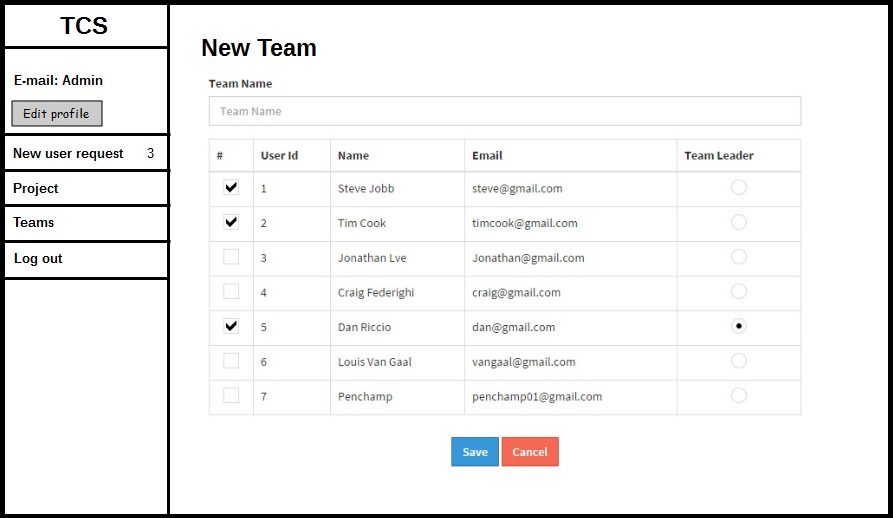 TCS
E-mail: Admin
Edit profile
New user request 3
Project
Teams
Log out
New Team
Team Name
Team Name
# User Id Name Email Team Leader
1 Steve Jobb steve@gmail.com
2 Tim Cook timcook@gmail.com
3 Jonathan Lve Jonathan@gmail.com
4 Craig Federighi craig@gmail.com
5 Dan Riccio dan@gmail.com
6 Louis Van Gaal vangaal@gmail.com
7 Penchamp penchamp01@gmail.com
Save Cancel